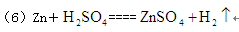 （6）Zn+ H₂SO₄==== ZnSO₄+H₂↑